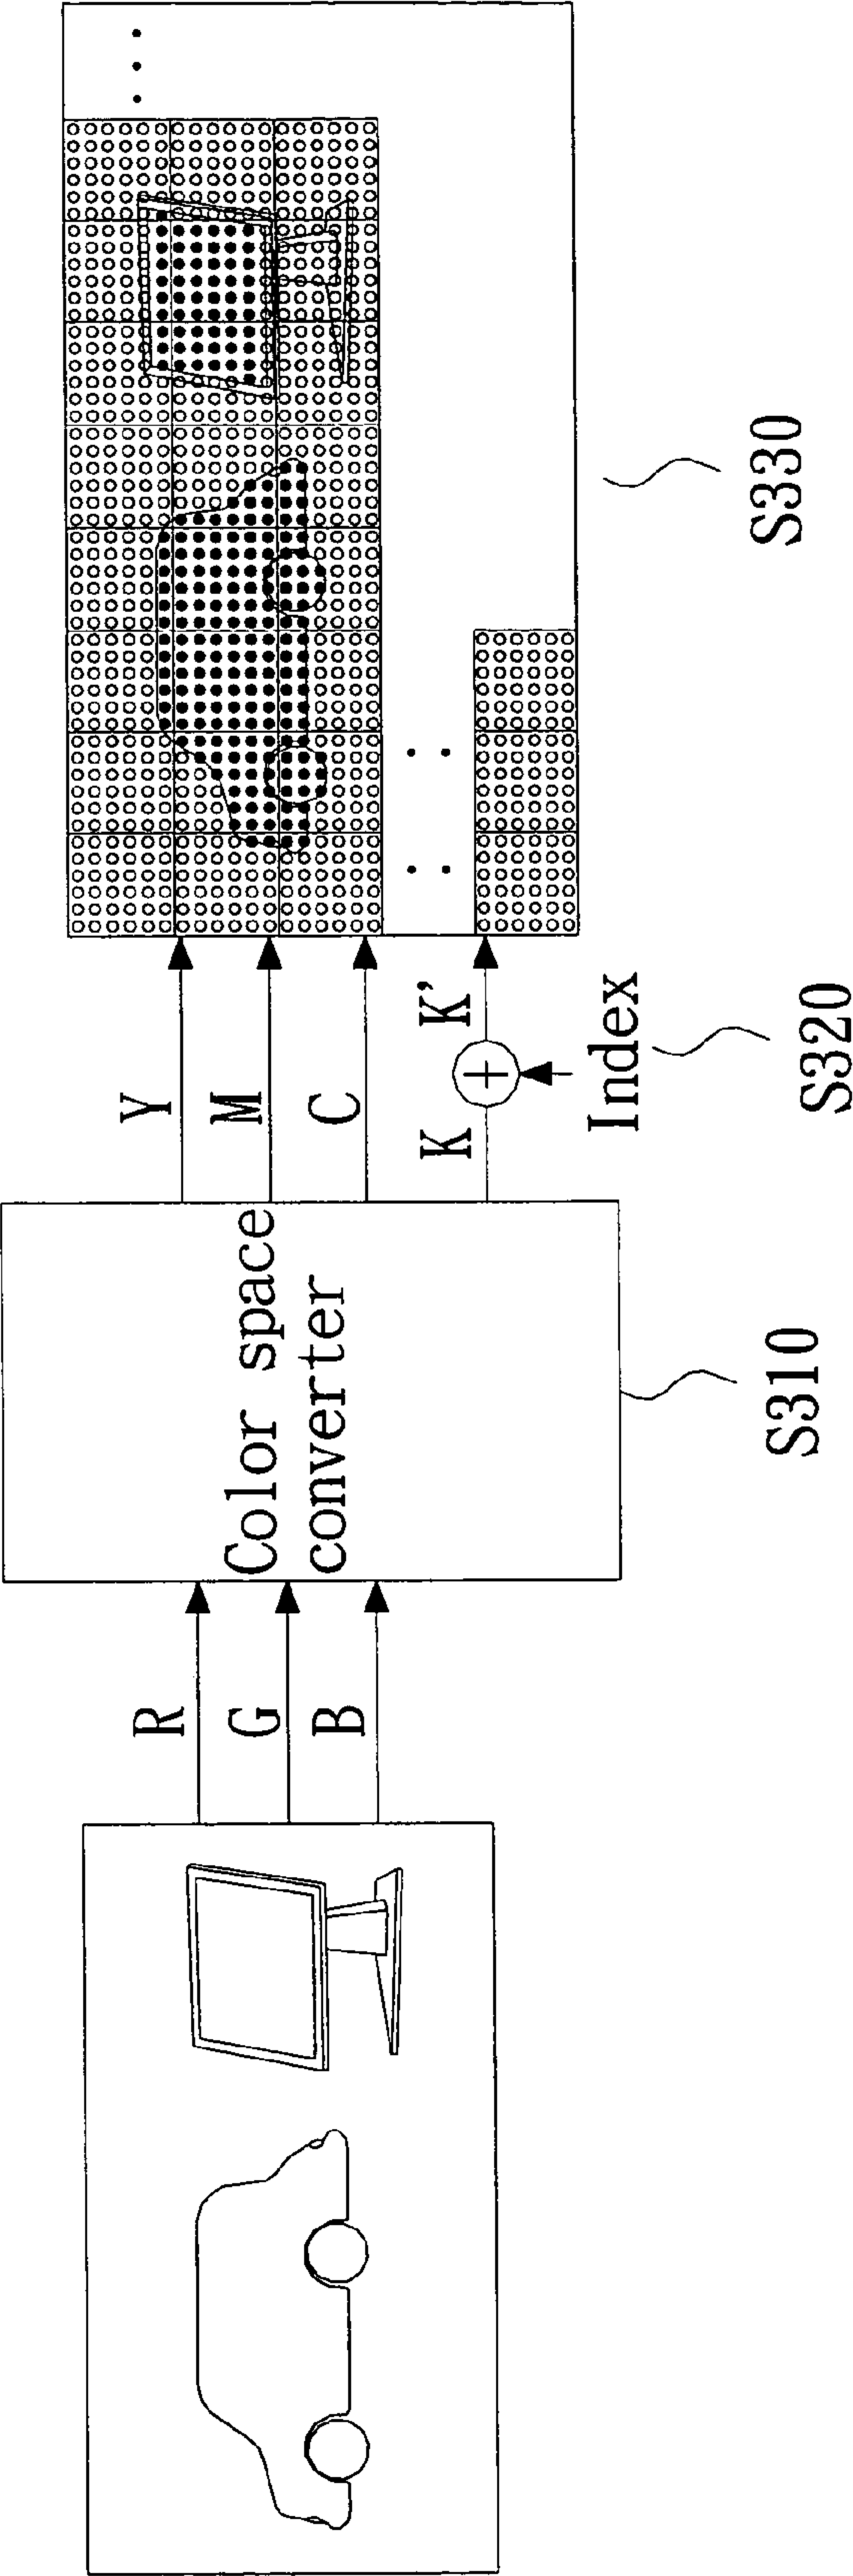 R
G
B
Color space
converter
S310
Y
M
C
K
K'
Index
S320
S330